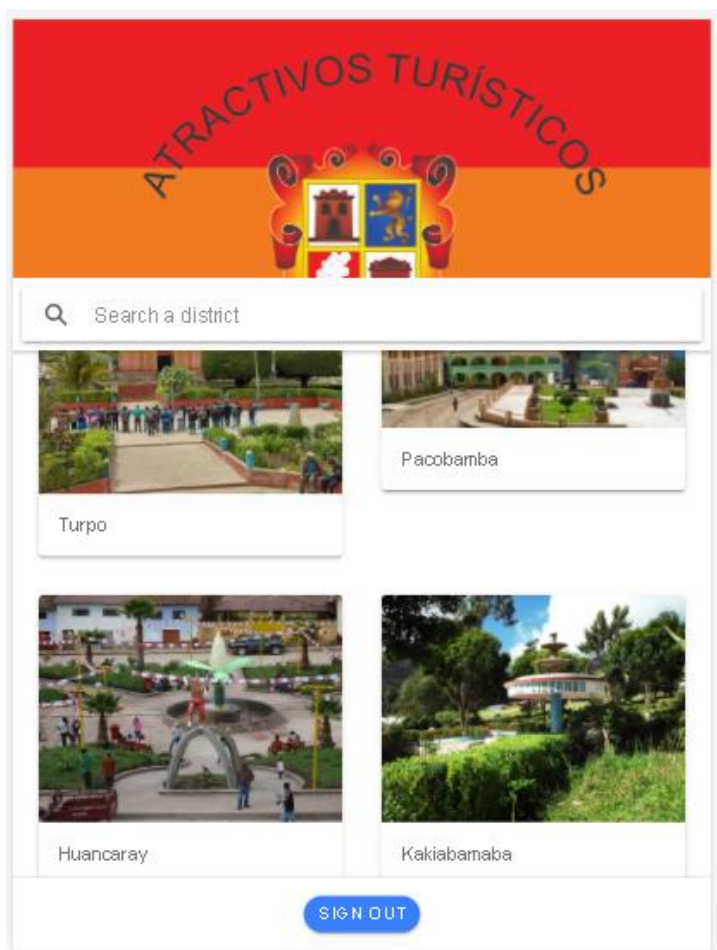 ATRACTIVOS TURÍSTICOS
Search a district
Pacobamba
Turpo
Huancaray
Kakiabamaba
SIGN OUT